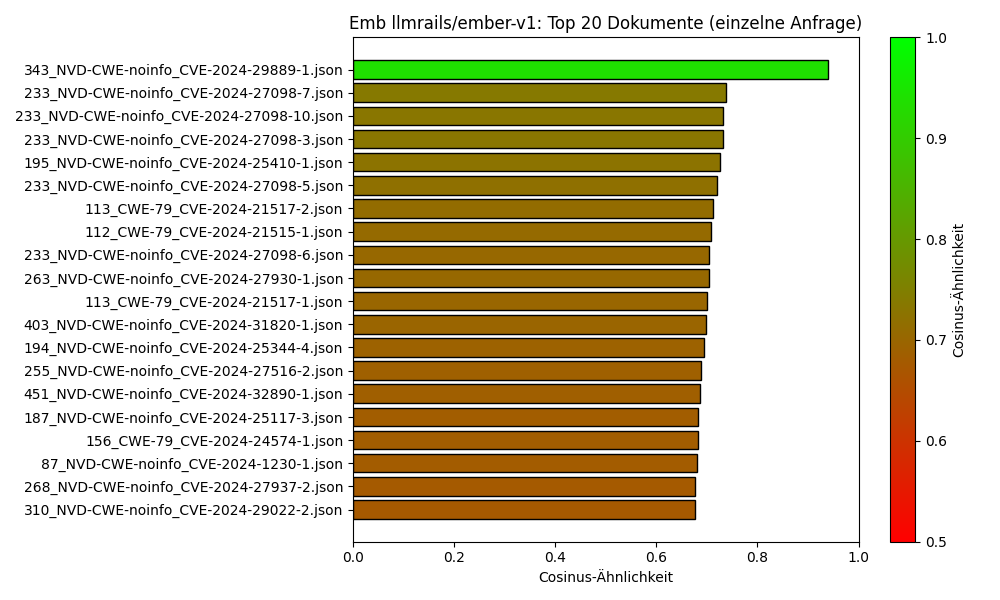 Emb llmrails/ember-v1: Top 20 Dokumente (einzelne Anfrage)
343_NVD-CWE-noinfo_CVE-2024-29889-1.json
233_NVD-CWE-noinfo_CVE-2024-27098-7.json
233_NVD-CWE-noinfo_CVE-2024-27098-10.json
233_NVD-CWE-noinfo_CVE-2024-27098-3.json
195_NVD-CWE-noinfo_CVE-2024-25410-1.json
233_NVD-CWE-noinfo_CVE-2024-27098-5.json
113_CWE-79_CVE-2024-21517-2.json
112_CWE-79_CVE-2024-21515-1.json
233_NVD-CWE-noinfo_CVE-2024-27098-6.json
263_NVD-CWE-noinfo_CVE-2024-27930-1.json
113_CWE-79_CVE-2024-21517-1.json
403_NVD-CWE-noinfo_CVE-2024-31820-1.json
194_NVD-CWE-noinfo_CVE-2024-25344-4.json
255_NVD-CWE-noinfo_CVE-2024-27516-2.json
451_NVD-CWE-noinfo_CVE-2024-32890-1.json
187_NVD-CWE-noinfo_CVE-2024-25117-3.json
156_CWE-79_CVE-2024-24574-1.json
87_NVD-CWE-noinfo_CVE-2024-1230-1.json
268_NVD-CWE-noinfo_CVE-2024-27937-2.json
310_NVD-CWE-noinfo_CVE-2024-29022-2.json
0.0 0.2 0.4 0.6 0.8 1.0
Cosinus-Ähnlichkeit
1.0
0.9
0.8
0.7
0.6
0.5
Cosinus-Ähnlichkeit